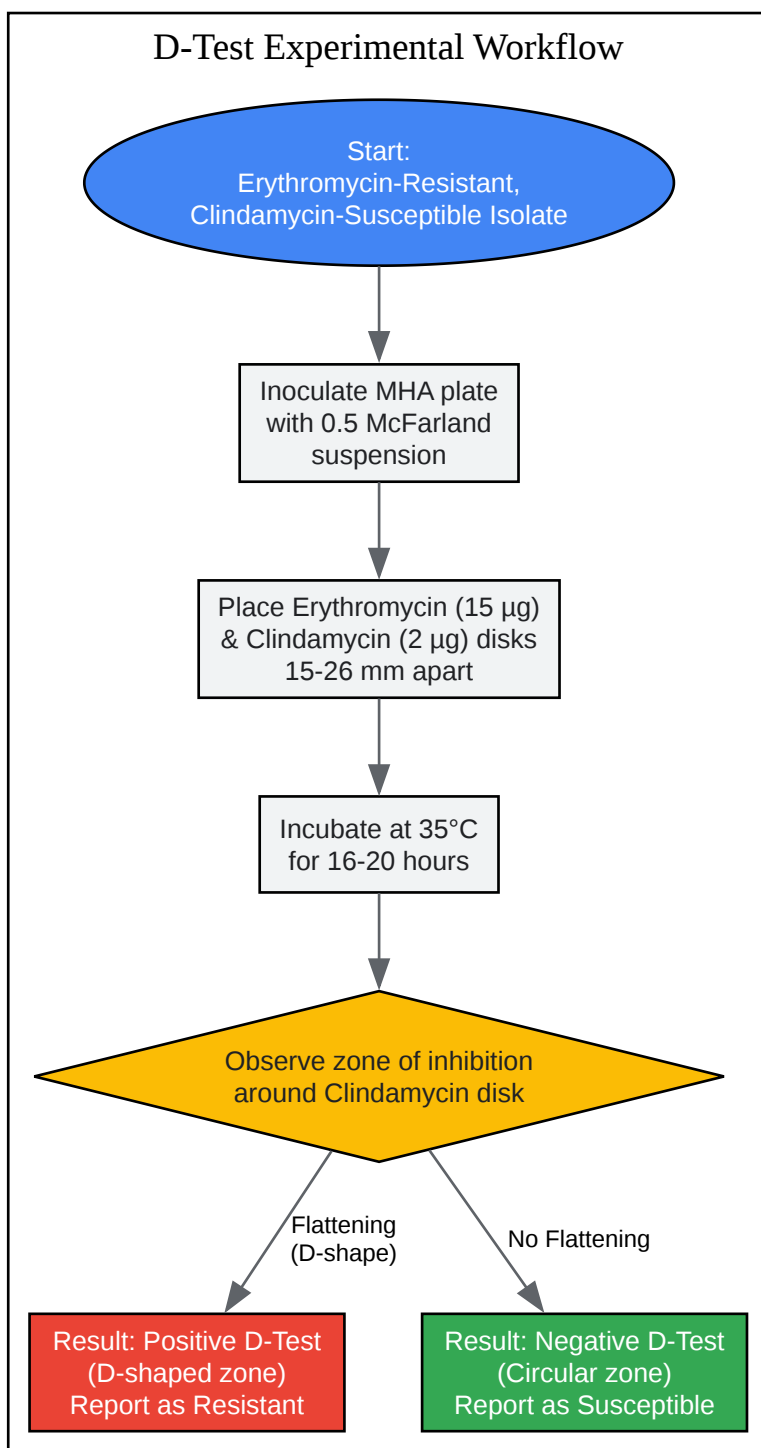 D-Test Experimental Workflow
Start:
Erythromycin-Resistant,
Clindamycin-Susceptible Isolate
Inoculate MHA plate
with 0.5 McFarland
suspension
Place Erythromycin (15 µg)
& Clindamycin (2 µg) disks
15-26 mm apart
Incubate at 35°C
for 16-20 hours
Observe zone of inhibition
around Clindamycin disk
Flattening
(D-shape)
No Flattening
Result: Positive D-Test
(D-shaped zone)
Report as Resistant
Result: Negative D-Test
(Circular zone)
Report as Susceptible